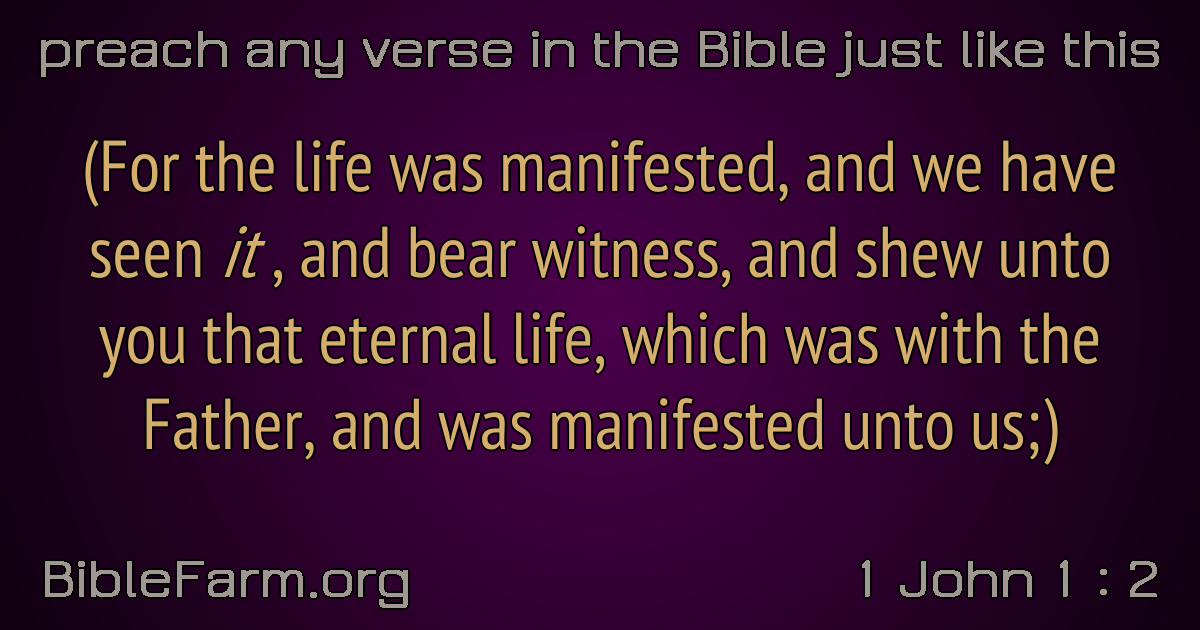 preach any verse in the Bible just like this
(For the life was manifested, and we have
seen it , and bear witness, and shew unto
you that eternal life, which was with the
Father, and was manifested unto us;)
BibleFarm.org
1 John 1 : 2